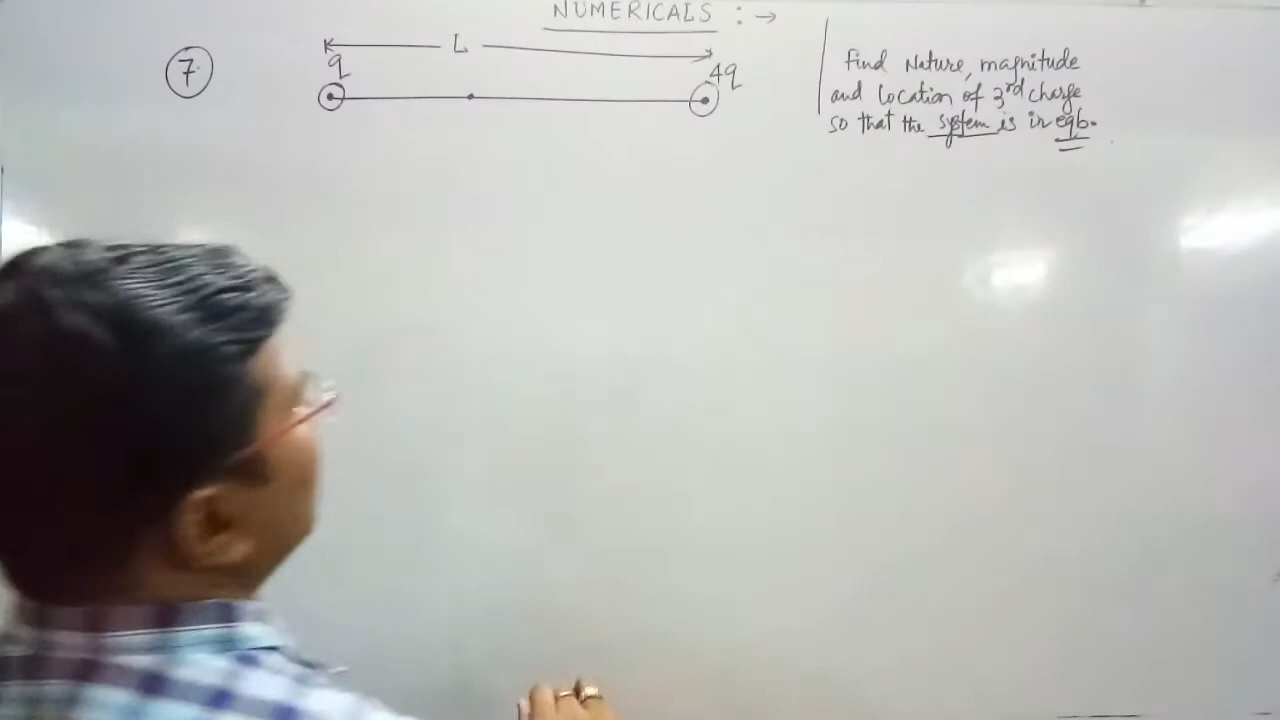 NUMERICALS : →
7
L
q
4q
find Nature, magnitude
and location of 3rd charge
so that the system is in eqb.